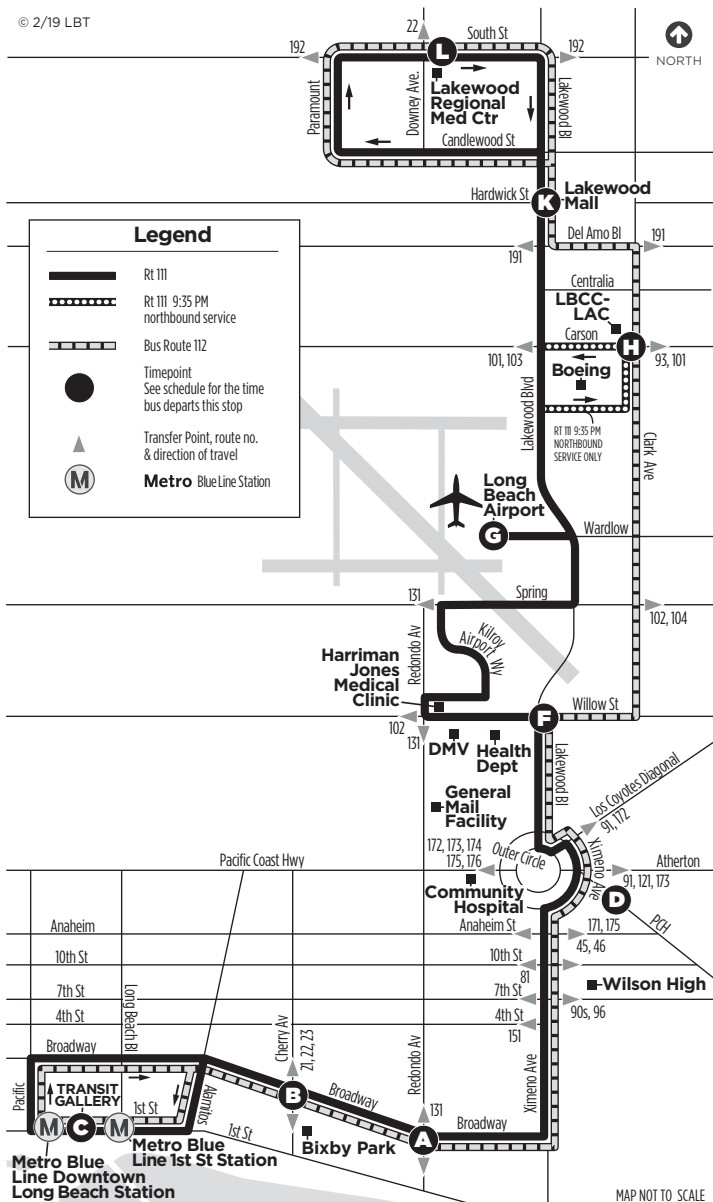 © 2/19 LBT
22
South St
192
192
L
NORTH
Paramount
Downey Ave.
Lakewood
Regional
Med Ctr
Lakewood Bl
Candlewood St
Hardwick St
K
Lakewood
Mall
Legend
Rt 111
Rt 111 9:35 PM
northbound service
Bus Route 112
Timepoint
See schedule for the time
bus departs this stop
Transfer Point, route no.
& direction of travel
M
Metro Blue Line Station
Del Amo Bl
191
191
Centralia
LBCC-
LAC
Carson
H
101, 103
93, 101
Boeing
Lakewood Blvd
RT 111 9:35 PM
NORTHBOUND
SERVICE ONLY
Clark Ave
Long
Beach
Airport
G
Wardlow
Spring
131
102, 104
Redondo Av
Kilroy
Airport Wy
Harriman
Jones
Medical
Clinic
F
Willow St
102
131
DMV
Health
Dept
Lakewood Bl
General
Mail
Facility
Los Coyotes Diagonal
91, 172
172, 173, 174
175, 176
Outer Circle
Ximeno Ave
Pacific Coast Hwy
Atherton
91, 121, 173
Community
Hospital
D
PCH
Anaheim
Anaheim St
171, 175
45, 46
10th St
10th St
81
Wilson High
7th St
7th St
90s, 96
4th St
4th St
151
Long Beach Bl
Broadway
Cherry Av
21, 22, 23
Redondo Av
Ximeno Ave
Pacific
TRANSIT
GALLERY
1st St
Alamitos
B
Broadway
131
Broadway
M
C
M
1st St
Bixby Park
A
Metro Blue
Line 1st St Station
Metro Blue
Line Downtown
Long Beach Station
MAP NOT TO SCALE